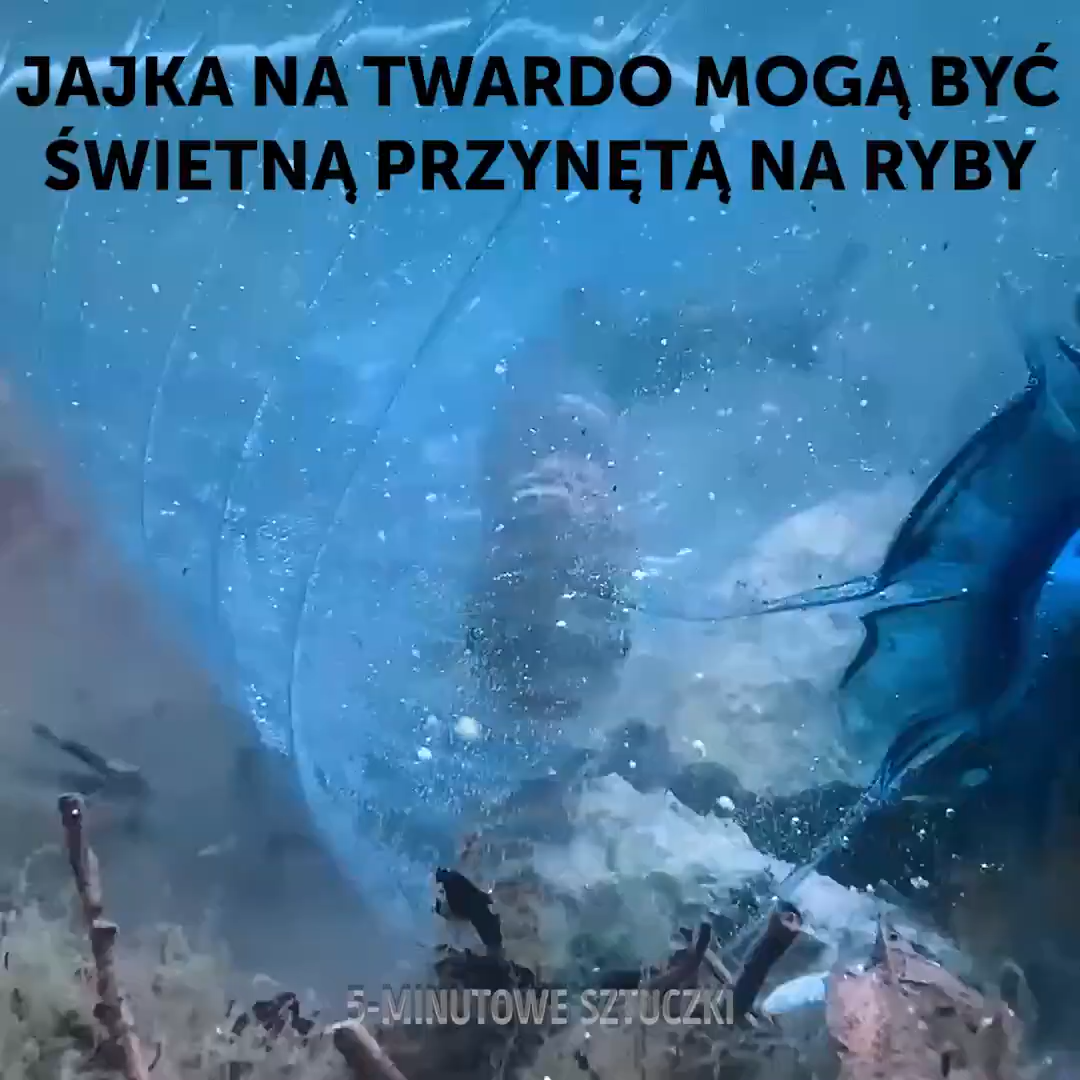 JAJKA NA TWARDO MOGĄ BYĆ
ŚWIETNĄ PRZYNĘTĄ NA RYBY
5-MINUTOWE SZTUCZKI